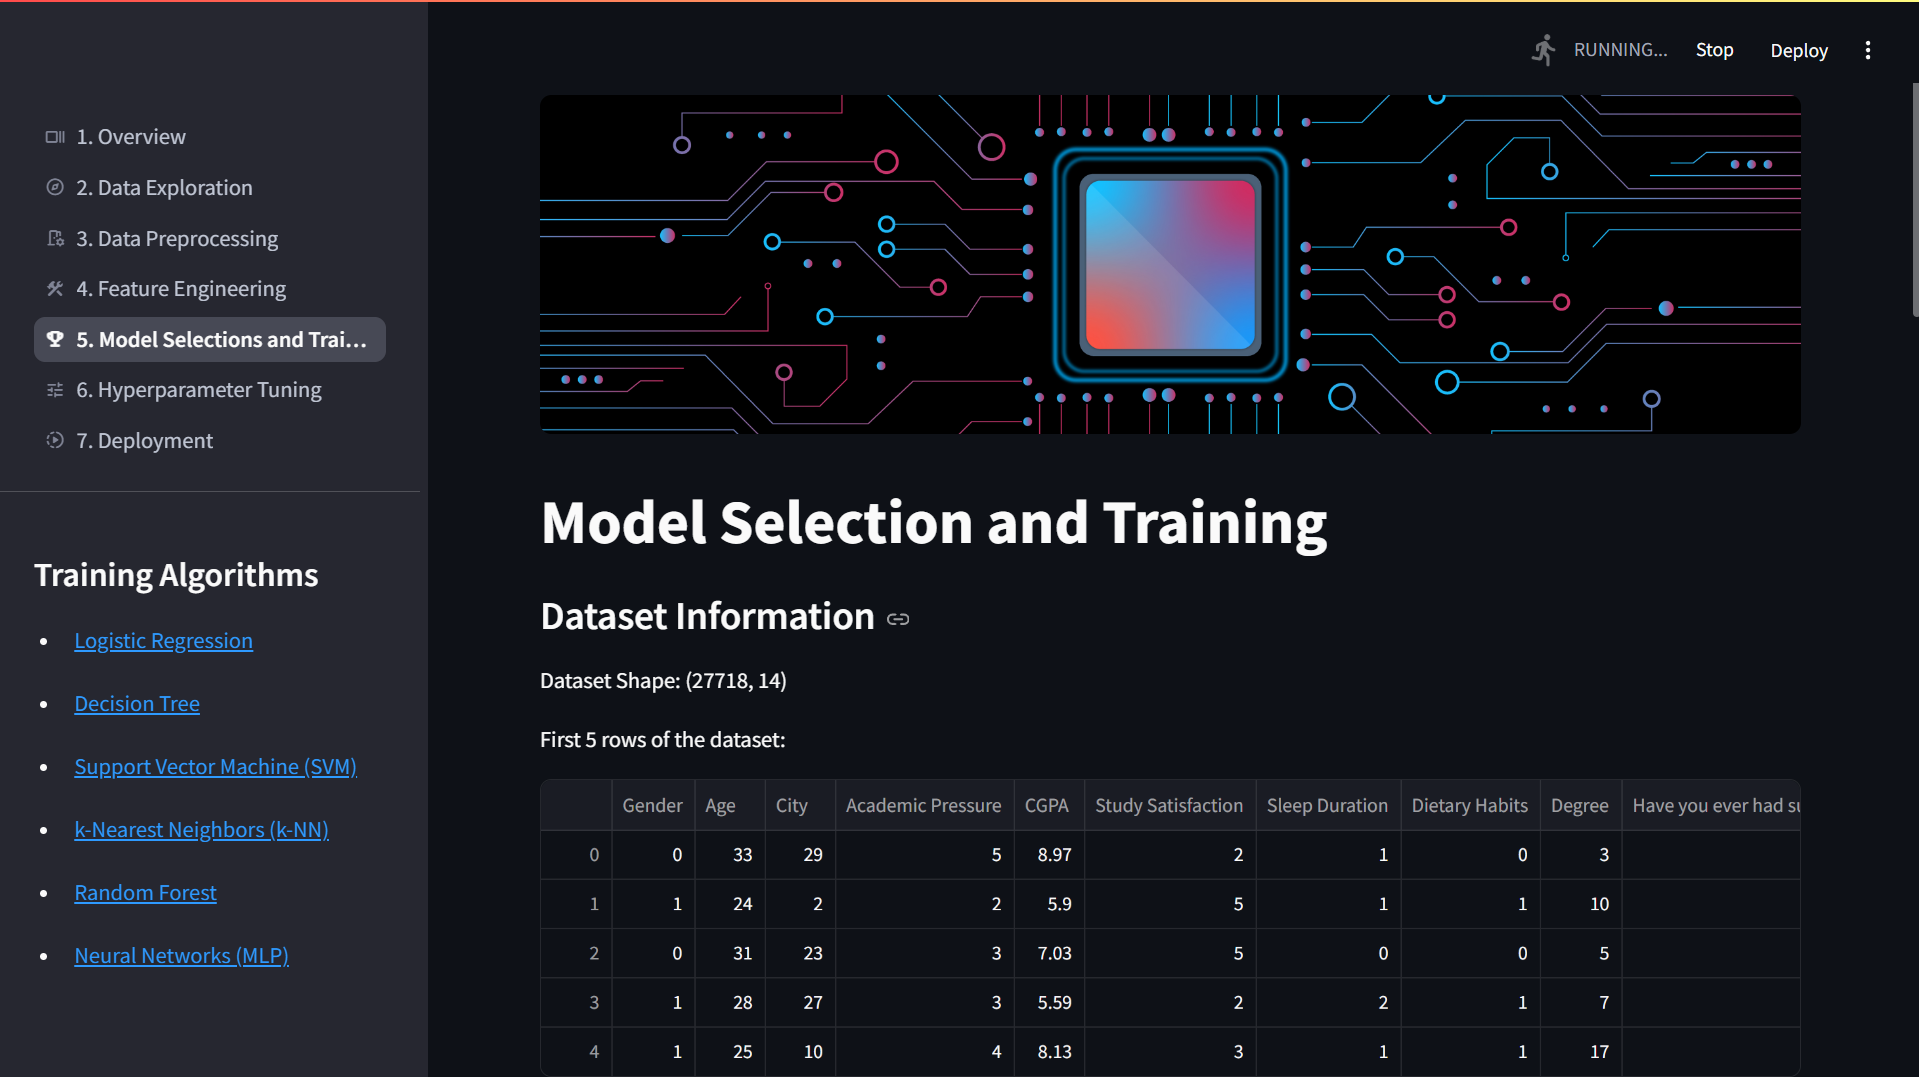 RUNNING... Stop Deploy
1. Overview
2. Data Exploration
3. Data Preprocessing
4. Feature Engineering
5. Model Selections and Trai...
6. Hyperparameter Tuning
7. Deployment
Training Algorithms
Logistic Regression
Decision Tree
Support Vector Machine (SVM)
k-Nearest Neighbors (k-NN)
Random Forest
Neural Networks (MLP)
Model Selection and Training
Dataset Information
Dataset Shape: (27718, 14)
First 5 rows of the dataset:
Gender Age City Academic Pressure CGPA Study Satisfaction Sleep Duration Dietary Habits Degree Have you ever had su
0 0 33 29 5 8.97 2 1 0 3
1 1 24 2 2 5.9 5 1 1 10
2 0 31 23 3 7.03 5 0 0 5
3 1 28 27 3 5.59 2 2 1 7
4 1 25 10 4 8.13 3 1 1 17